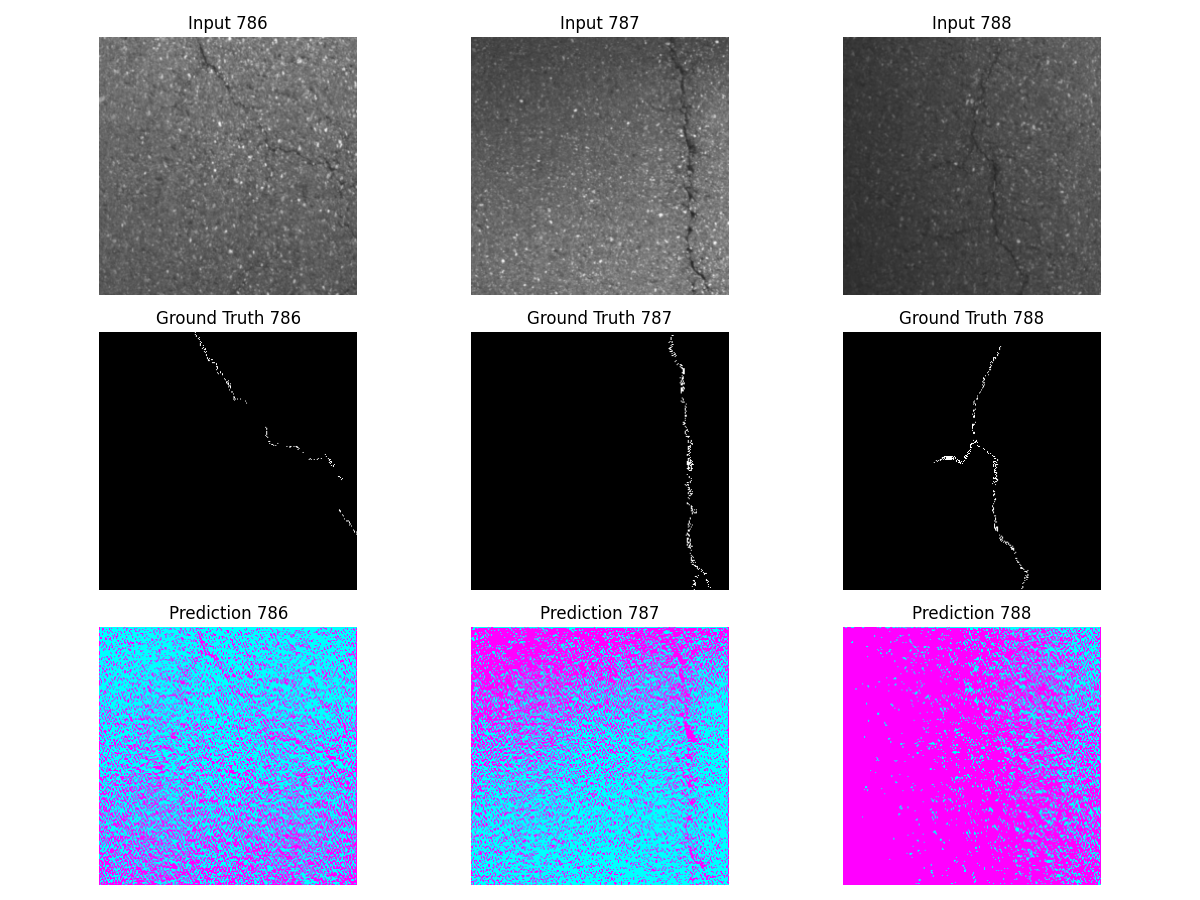 Input 786
Input 787
Input 788
Ground Truth 786
Ground Truth 787
Ground Truth 788
Prediction 786
Prediction 787
Prediction 788